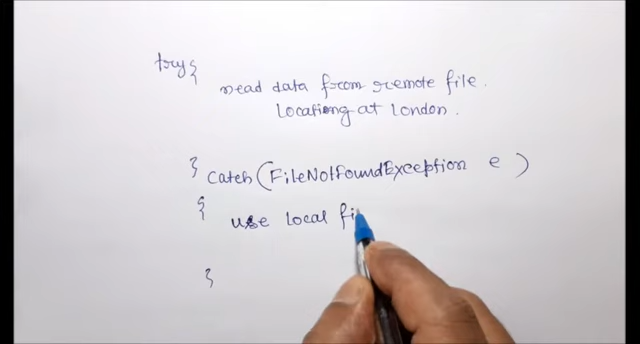 try{
read data from remote file.
Locationg at London.
} catch (FileNotFoundException e )
{
use Local fi
}